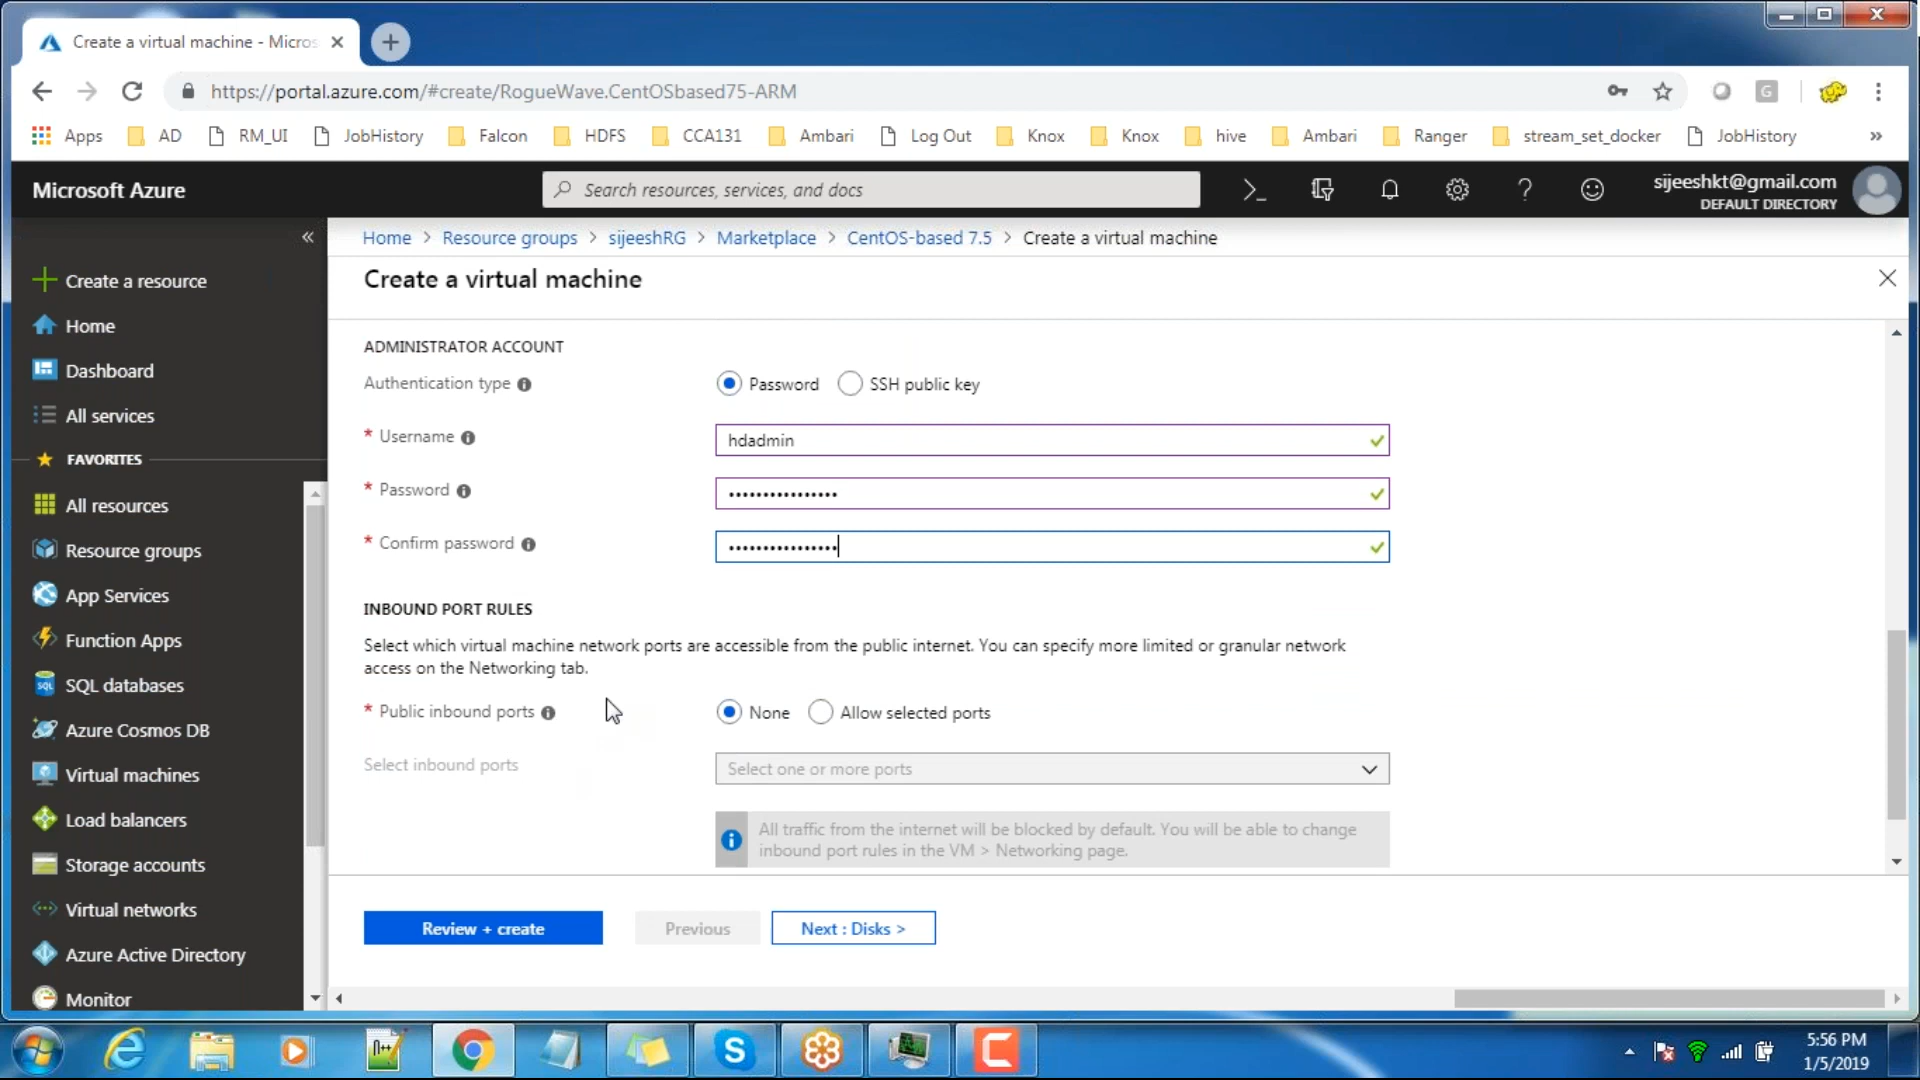 Create a virtual machine - Micros
https://portal.azure.com/#create/RogueWave.CentOSbased75-ARM
G
Apps AD RM_UI JobHistory Falcon HDFS CCA131 Ambari Log Out Knox Knox hive Ambari Ranger stream_set_docker JobHistory »
Microsoft Azure
Search resources, services, and docs
sijeeshkt@gmail.com
DEFAULT DIRECTORY
Home > Resource groups > sijeeshRG > Marketplace > CentOS-based 7.5 > Create a virtual machine
Create a virtual machine
Create a resource
Home
Dashboard
All services
FAVORITES
All resources
Resource groups
App Services
Function Apps
SQL databases
Azure Cosmos DB
Virtual machines
Load balancers
Storage accounts
Virtual networks
Azure Active Directory
Monitor
ADMINISTRATOR ACCOUNT
Authentication type Password SSH public key
* Username hdadmin
* Password ••••••••••••••••
* Confirm password ••••••••••••••••
INBOUND PORT RULES
Select which virtual machine network ports are accessible from the public internet. You can specify more limited or granular network
access on the Networking tab.
* Public inbound ports None Allow selected ports
Select inbound ports Select one or more ports
All traffic from the internet will be blocked by default. You will be able to change
inbound port rules in the VM > Networking page.
Review + create Previous Next : Disks >
5:56 PM
1/5/2019